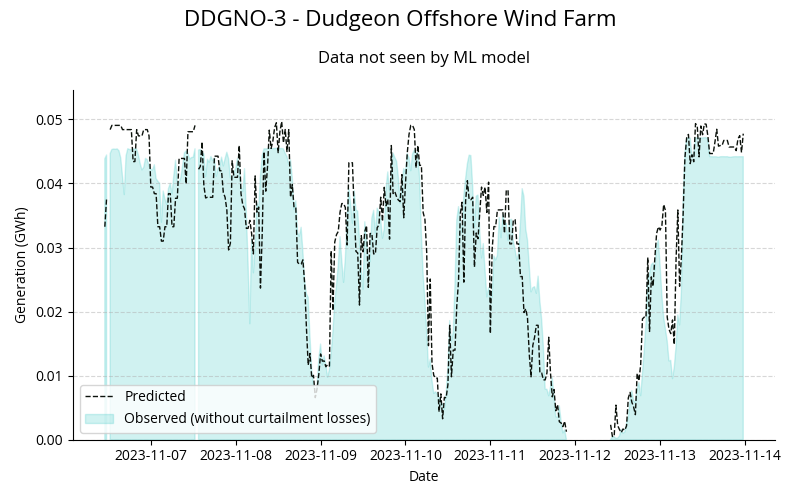 DDGNO-3 - Dudgeon Offshore Wind Farm
Data not seen by ML model
Generation (GWh)
0.05
0.04
0.03
0.02
0.01
0.00
Predicted
Observed (without curtailment losses)
2023-11-07 2023-11-08 2023-11-09 2023-11-10 2023-11-11 2023-11-12 2023-11-13 2023-11-14
Date